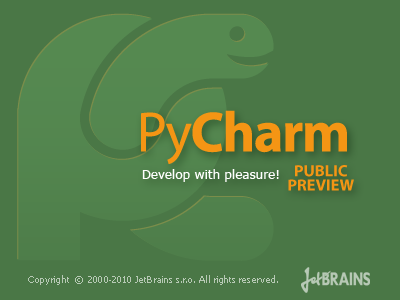 PyCharm
Develop with pleasure!
PUBLIC
PREVIEW
Copyright © 2000-2010 JetBrains s.r.o. All rights reserved.
JetBRAINS